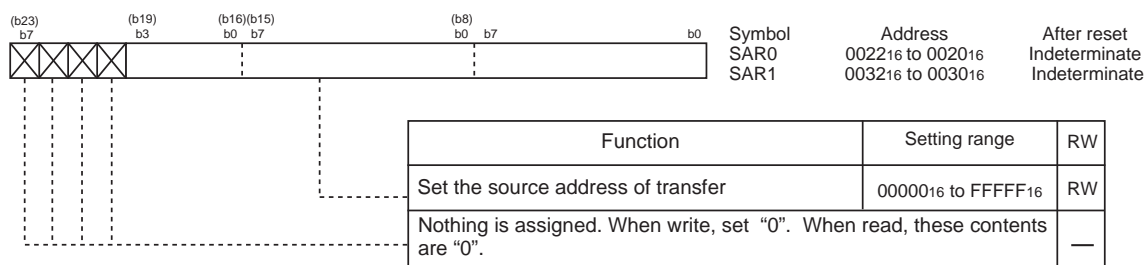 (b23) (b19) (b16)(b15) (b8)
b7 b3 b0 b7 b0 b7 b0
Symbol Address After reset
SAR0 002216 to 002016 Indeterminate
SAR1 003216 to 003016 Indeterminate
Function Setting range RW
Set the source address of transfer 0000016 to FFFFF16 RW
Nothing is assigned. When write, set “0”. When read, these contents
are “0”. —